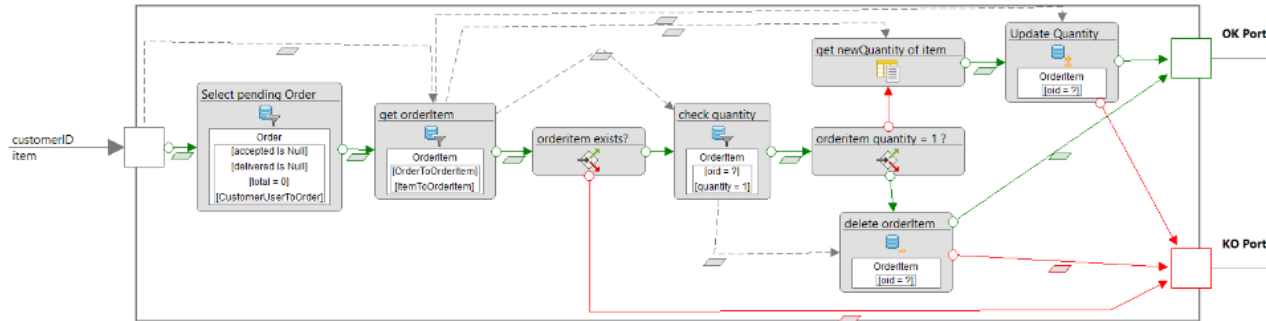 customerID
item
Select pending Order
Order
[accepted Is Null]
[delivered Is Null]
[total = 0]
[CustomerUserToOrder]
get orderItem
OrderItem
[OrderToOrderItem]
[ItemToOrderItem]
orderitem exists?
check quantity
OrderItem
[oid = ?]
[quantity = 1]
get newQuantity of item
orderitem quantity = 1 ?
delete orderItem
OrderItem
[oid = ?]
Update Quantity
OrderItem
[oid = ?]
OK Port
KO Port